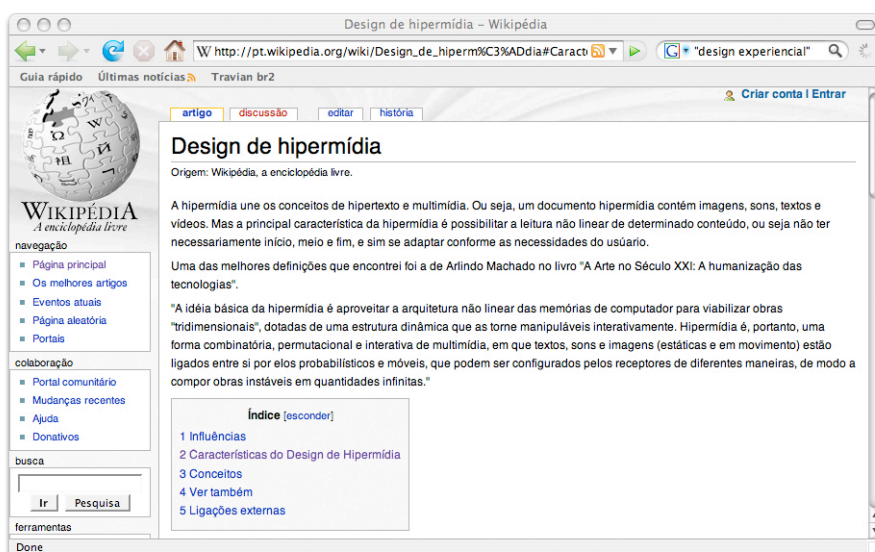 Design de hipermídia – Wikipédia
http://pt.wikipedia.org/wiki/Design_de_hiperm%C3%ADdia#Caract
"design experiencial"
Guia rápido Últimas notícias Travian br2
Criar conta | Entrar
artigo discussão editar história
Design de hipermídia
Origem: Wikipédia, a enciclopédia livre.
A hipermídia une os conceitos de hipertexto e multimídia. Ou seja, um documento hipermídia contém imagens, sons, textos e
vídeos. Mas a principal característica da hipermídia é possibilitar a leitura não linear de determinado conteúdo, ou seja não ter
necessariamente início, meio e fim, e sim se adaptar conforme as necessidades do usúario.
Uma das melhores definições que encontrei foi a de Arlindo Machado no livro "A Arte no Século XXI: A humanização das
tecnologias".
"A idéia básica da hipermídia é aproveitar a arquitetura não linear das memórias de computador para viabilizar obras
"tridimensionais", dotadas de uma estrutura dinâmica que as torne manipuláveis interativamente. Hipermídia é, portanto, uma
forma combinatória, permutacional e interativa de multimídia, em que textos, sons e imagens (estáticas e em movimento) estão
ligados entre si por elos probabilísticos e móveis, que podem ser configurados pelos receptores de diferentes maneiras, de modo a
compor obras instáveis em quantidades infinitas."
Índice [esconder]
1 Influências
2 Características do Design de Hipermídia
3 Conceitos
4 Ver também
5 Ligações externas
WIKIPÉDIA
A enciclopédia livre
navegação
Página principal
Os melhores artigos
Eventos atuais
Página aleatória
Portais
colaboração
Portal comunitário
Mudanças recentes
Ajuda
Donativos
busca
Ir Pesquisa
ferramentas
Done